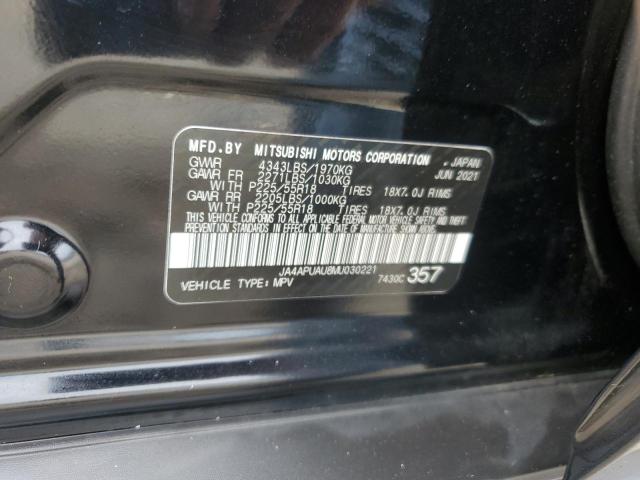 MFD.BY MITSUBISHI MOTORS CORPORATION , JAPAN
GVWR 4343LBS/1970KG JUN 2021
GAWR FR 2271LBS/1030KG
WITH P225/55R18 TIRES 18X7.0J RIMS
GAWR RR 2205LBS/1000KG
WITH P225/55R18 TIRES 18X7.0J RIMS
THIS VEHICLE CONFORMS TO ALL APPLICABLE FEDERAL MOTOR VEHICLE SAFETY AND THEFT
PREVENTION STANDARDS IN EFFECT ON THE DATE OF MANUFACTURE SHOWN ABOVE.
JA4APUAU8MU030221
VEHICLE TYPE: MPV 7430C 357